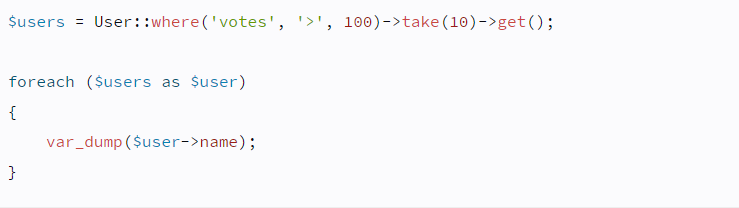 $users = User::where('votes', '>', 100)->take(10)->get();
foreach ($users as $user)
{
    var_dump($user->name);
}